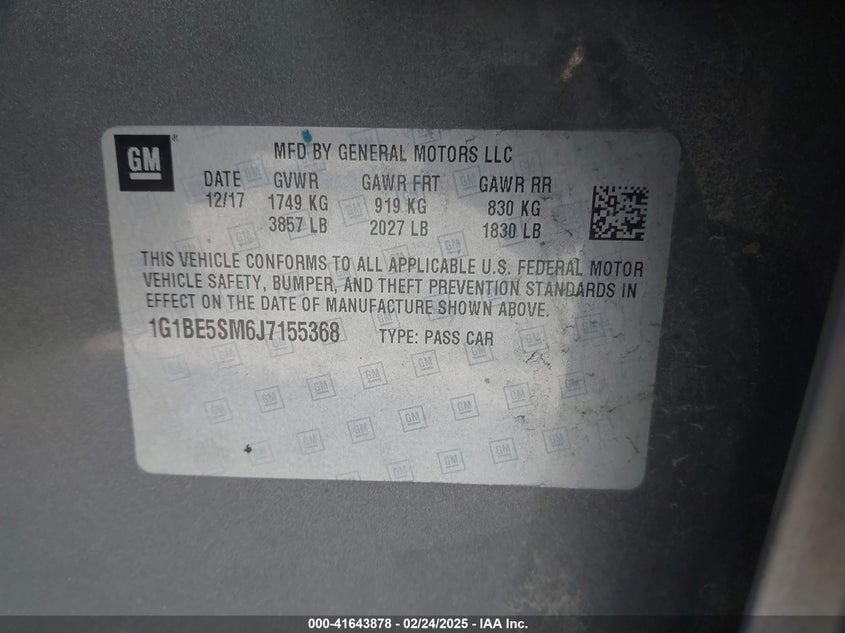 GM
MFD BY GENERAL MOTORS LLC
DATE GVWR GAWR FRT GAWR RR
12/17 1749 KG 919 KG 830 KG
3857 LB 2027 LB 1830 LB
THIS VEHICLE CONFORMS TO ALL APPLICABLE U.S. FEDERAL MOTOR
VEHICLE SAFETY, BUMPER, AND THEFT PREVENTION STANDARDS IN
EFFECT ON THE DATE OF MANUFACTURE SHOWN ABOVE.
1G1BE5SM6J7155368 TYPE: PASS CAR
000-41643878 - 02/24/2025 - IAA Inc.